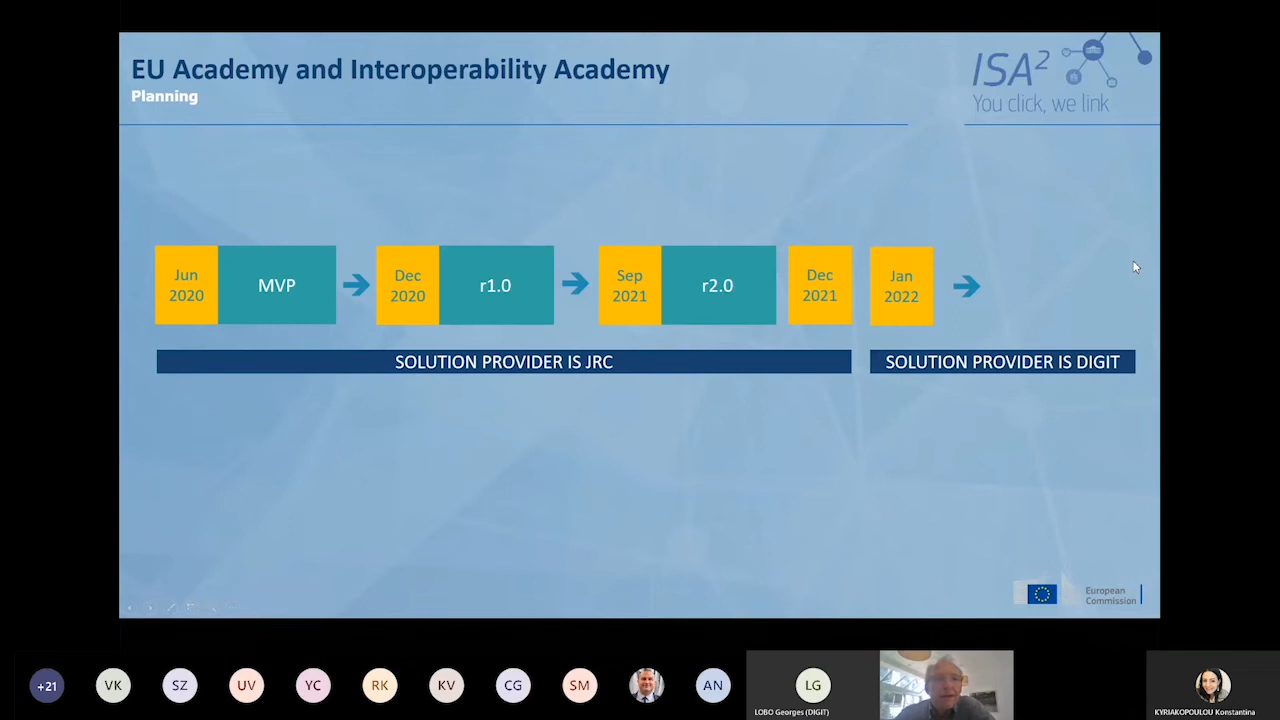 EU Academy and Interoperability Academy
Planning
ISA²
You click, we link
Jun
2020
MVP
Dec
2020
r1.0
Sep
2021
r2.0
Dec
2021
Jan
2022
SOLUTION PROVIDER IS JRC
SOLUTION PROVIDER IS DIGIT
European
Commission
+21
VK
SZ
UV
YC
RK
KV
CG
SM
AN
LG
LOBO Georges (DIGIT)
KYRIAKOPOULOU Konstantina